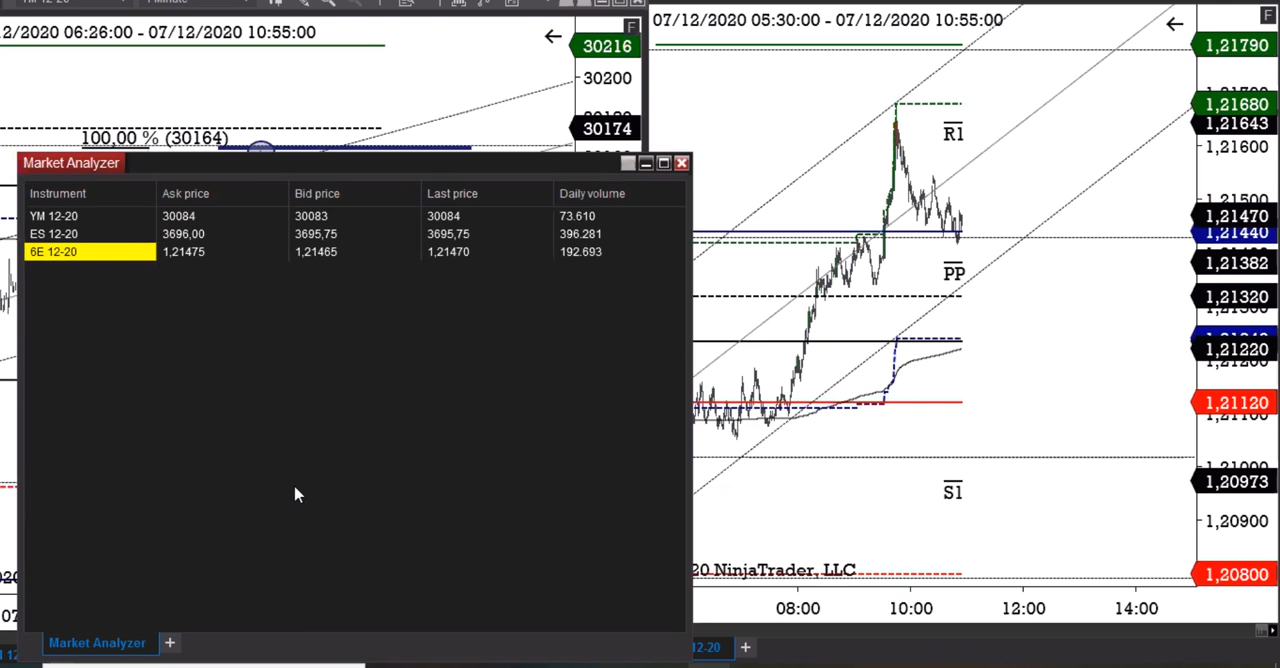 2/2020 06:26:00 - 07/12/2020 10:55:00
F
30216
30200
30174
100,00 % (30164)
Market Analyzer
Instrument Ask price Bid price Last price Daily volume
YM 12-20 30084 30083 30084 73.610
ES 12-20 3696,00 3695,75 3695,75 396.281
6E 12-20 1,21475 1,21465 1,21470 192.693
Market Analyzer +
07/12/2020 05:30:00 - 07/12/2020 10:55:00
F
R1
PP
S1
20 NinjaTrader, LLC
1,21790
1,21680
1,21643
1,21600
1,21500
1,21470
1,21440
1,21382
1,21320
1,21220
1,21120
1,20973
1,20900
1,20800
08:00 10:00 12:00 14:00
12-20 +